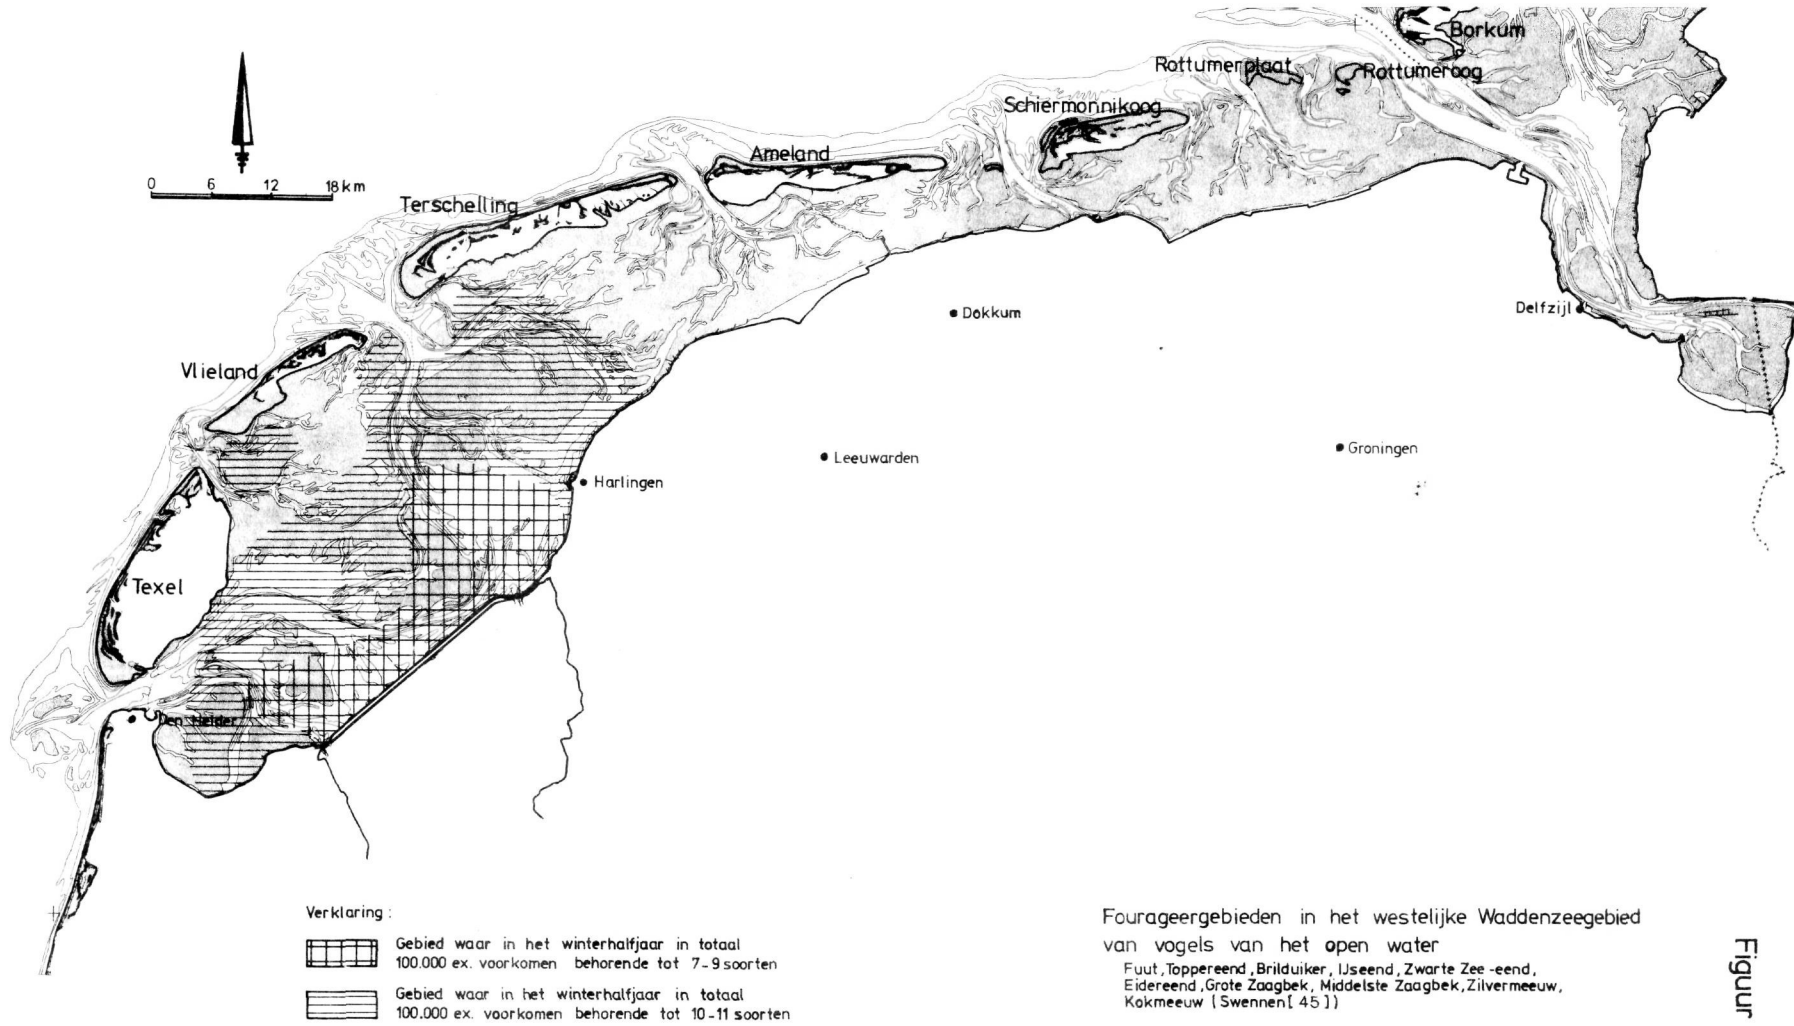 Borkum
Rottumerplaat
Rottumeroog
Schiermonnikoog
Ameland
0 6 12 18 km
Terschelling
Dokkum
Delfzijl
Vlieland
Leeuwarden
Groningen
Harlingen
Texel
Den Helder
Verklaring :
Gebied waar in het winterhalfjaar in totaal
100.000 ex. voorkomen behorende tot 7-9 soorten
Gebied waar in het winterhalfjaar in totaal
100.000 ex. voorkomen behorende tot 10-11 soorten
Fourageergebieden in het westelijke Waddenzeegebied
van vogels van het open water
Fuut, Toppereend, Brilduiker, IJseend, Zwarte Zee-eend,
Eidereend, Grote Zaagbek, Middelste Zaagbek, Zilvermeeuw,
Kokmeeuw (Swennen [45])
Figuur